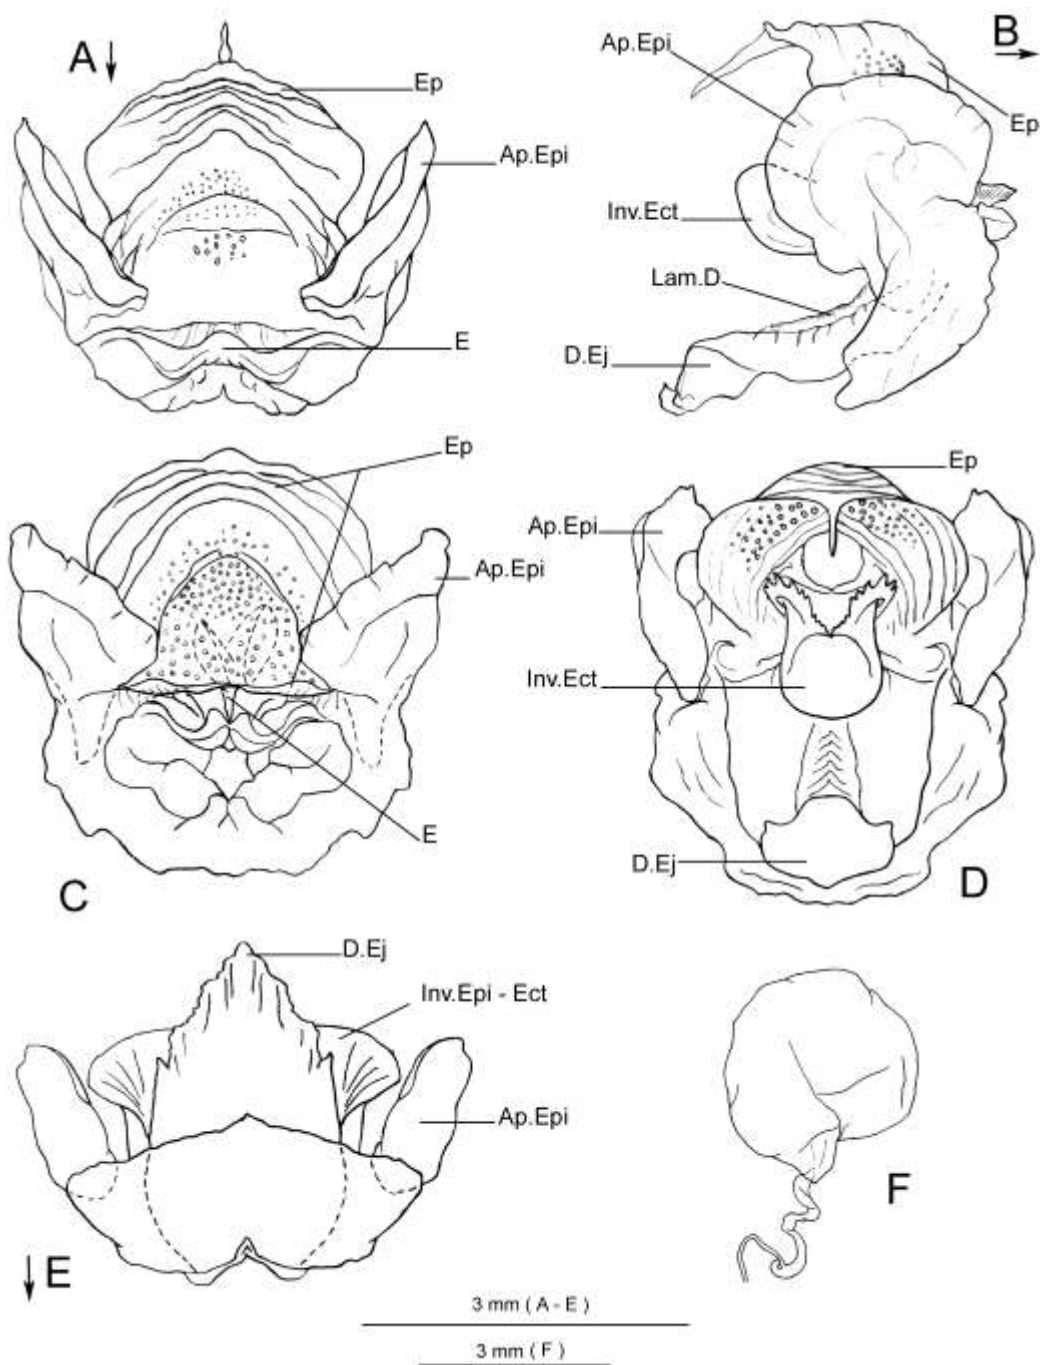 A
Ep
Ap.Epi
E
B
Ap.Epi
Ep
Inv.Ect
Lam.D.
D.Ej
C
Ep
Ap.Epi
E
D
Ep
Ap.Epi
Inv.Ect
D.Ej
E
D.Ej
Inv.Epi - Ect
Ap.Epi
F
3 mm ( A - E )
3 mm ( F )